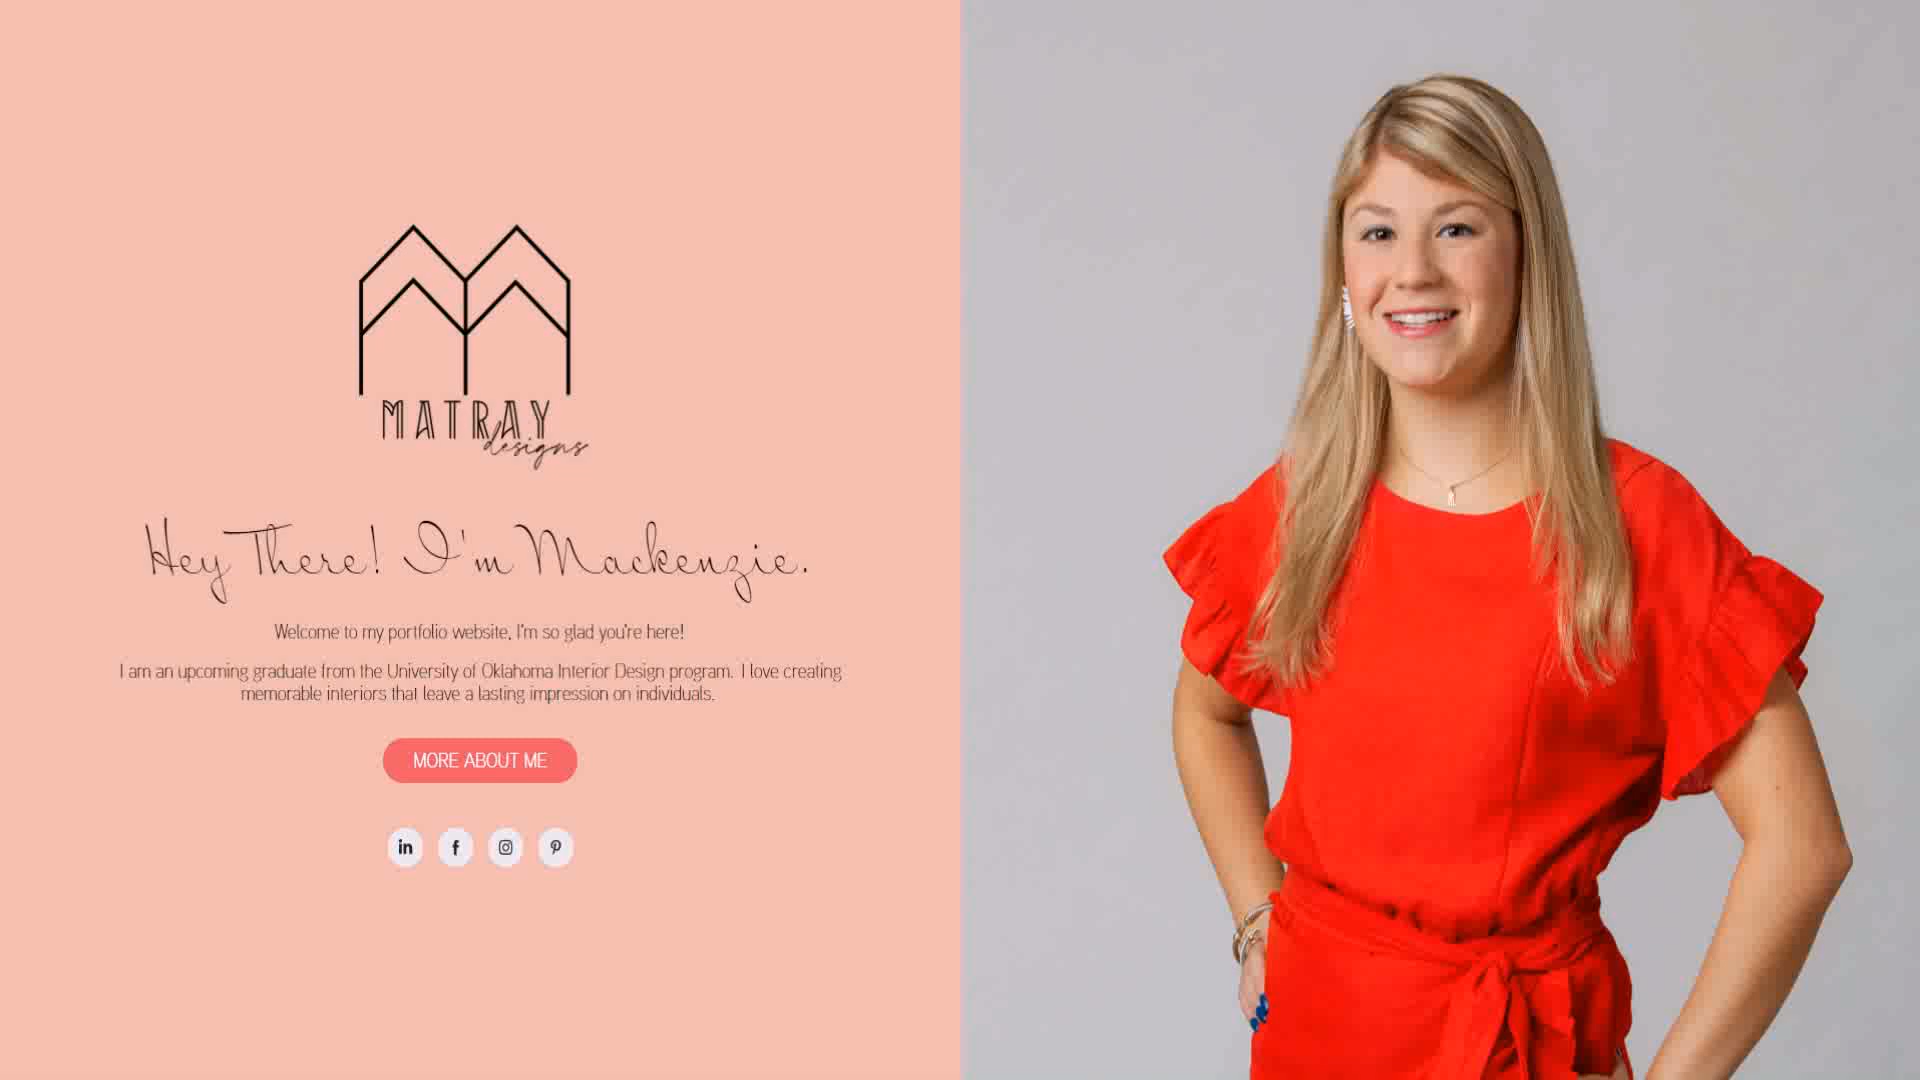 MATRAY
designs
Hey There! I'm Mackenzie.
Welcome to my portfolio website, I'm so glad you're here!
I am an upcoming graduate from the University of Oklahoma Interior Design program. I love creating
memorable interiors that leave a lasting impression on individuals.
MORE ABOUT ME
in
f